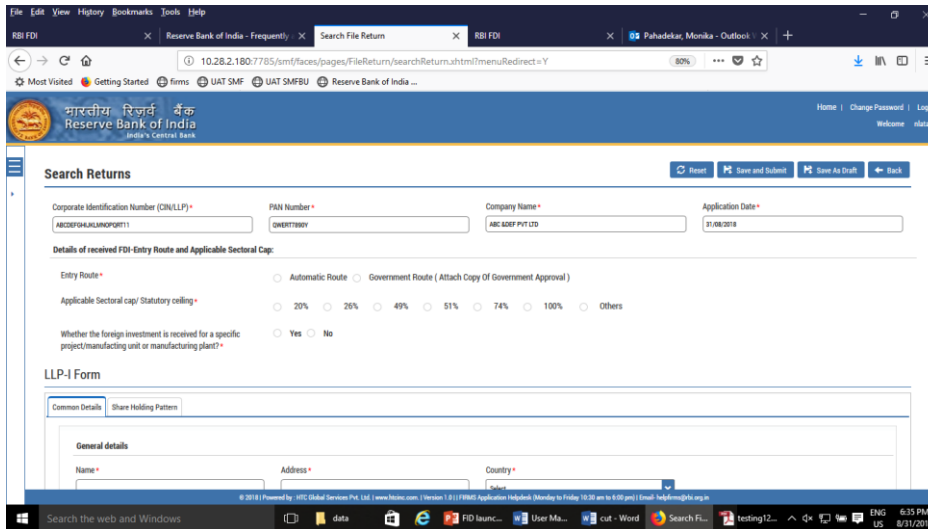 File Edit View History Bookmarks Tools Help
RBI FDI Reserve Bank of India - Frequently Search File Return RBI FDI Pahadekar, Monika - Outlook
10.28.2.180:7785/smf/faces/pages/FileReturn/searchReturn.xhtml?menuRedirect=Y 80%
Most Visited Getting Started firms UAT SMF UAT SMFBU Reserve Bank of India ...
भारतीय रिज़र्व बैंक
Reserve Bank of India
India's Central Bank
Home | Change Password | Log
Welcome nlata
Search Returns
Reset Save and Submit Save As Draft Back
Corporate Identification Number (CIN/LLP) * PAN Number * Company Name * Application Date *
QWERT7890Y ABC &DEF PVT LTD 31/08/2018
Details of received FDI-Entry Route and Applicable Sectoral Cap:
Entry Route * Automatic Route Government Route ( Attach Copy Of Government Approval )
Applicable Sectoral cap/ Statutory ceiling * 20% 26% 49% 51% 74% 100% Others
Whether the foreign investment is received for a specific Yes No
project/manufacting unit or manufacturing plant? *
LLP-I Form
Common Details Share Holding Pattern
General details
Name * Address * Country *
Select
© 2018 | Powered by : HTC Global Services Pvt. Ltd. | www.htcinc.com. | Version 1.0 | | FIRMS Application Helpdesk (Monday to Friday 10:30 am to 6:00 pm) | Email- helpfirms@rbi.org.in
Search the web and Windows data FID launc... User Ma... cut - Word Search Fi... testing12... ENG 6:35 PM
US 8/31/201